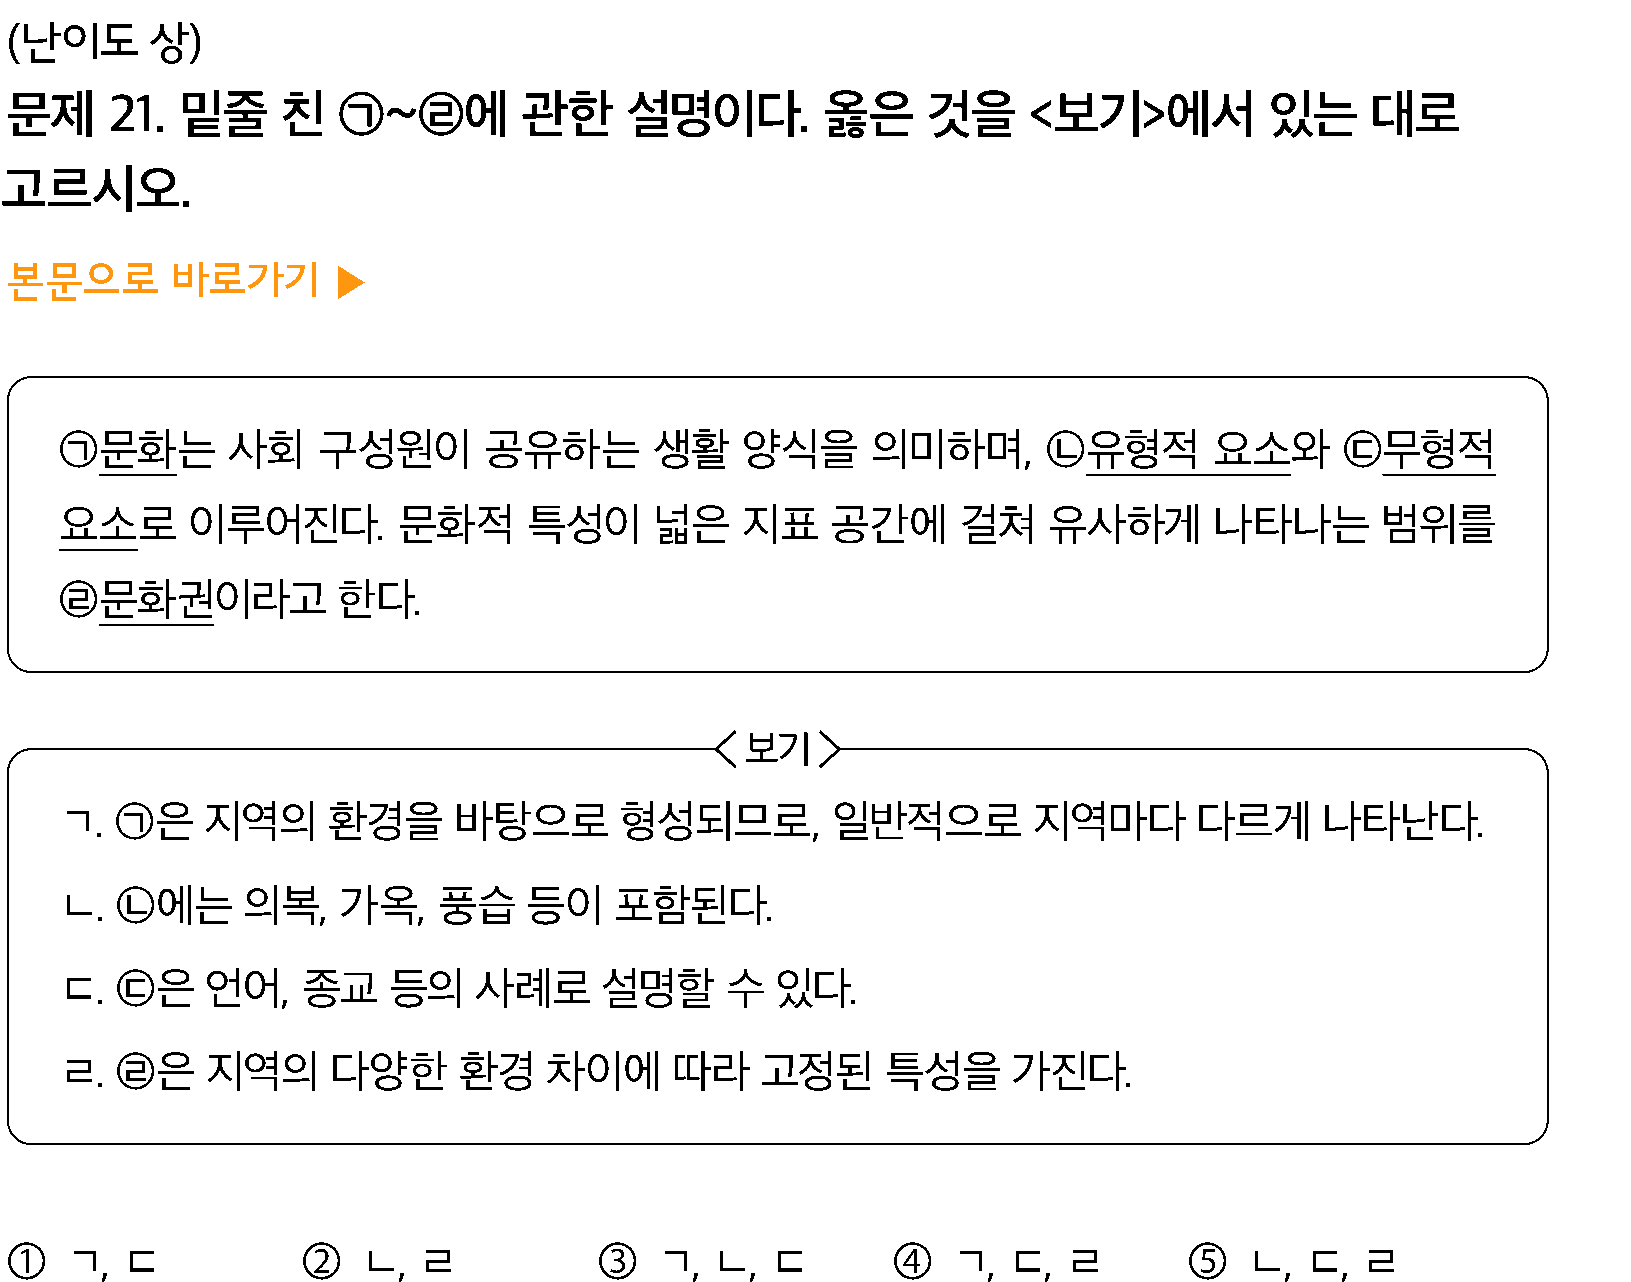 (난이도 상)
문제 21. 밑줄 친 ㉠~㉣에 관한 설명이다. 옳은 것을 <보기>에서 있는 대로
고르시오.
본문으로 바로가기 ▶
㉠문화는 사회 구성원이 공유하는 생활 양식을 의미하며, ㉡유형적 요소와 ㉢무형적
요소로 이루어진다. 문화적 특성이 넓은 지표 공간에 걸쳐 유사하게 나타나는 범위를
㉣문화권이라고 한다.
<보기>
ㄱ. ㉠은 지역의 환경을 바탕으로 형성되므로, 일반적으로 지역마다 다르게 나타난다.
ㄴ. ㉡에는 의복, 가옥, 풍습 등이 포함된다.
ㄷ. ㉢은 언어, 종교 등의 사례로 설명할 수 있다.
ㄹ. ㉣은 지역의 다양한 환경 차이에 따라 고정된 특성을 가진다.
① ㄱ, ㄷ ② ㄴ, ㄹ ③ ㄱ, ㄴ, ㄷ ④ ㄱ, ㄷ, ㄹ ⑤ ㄴ, ㄷ, ㄹ